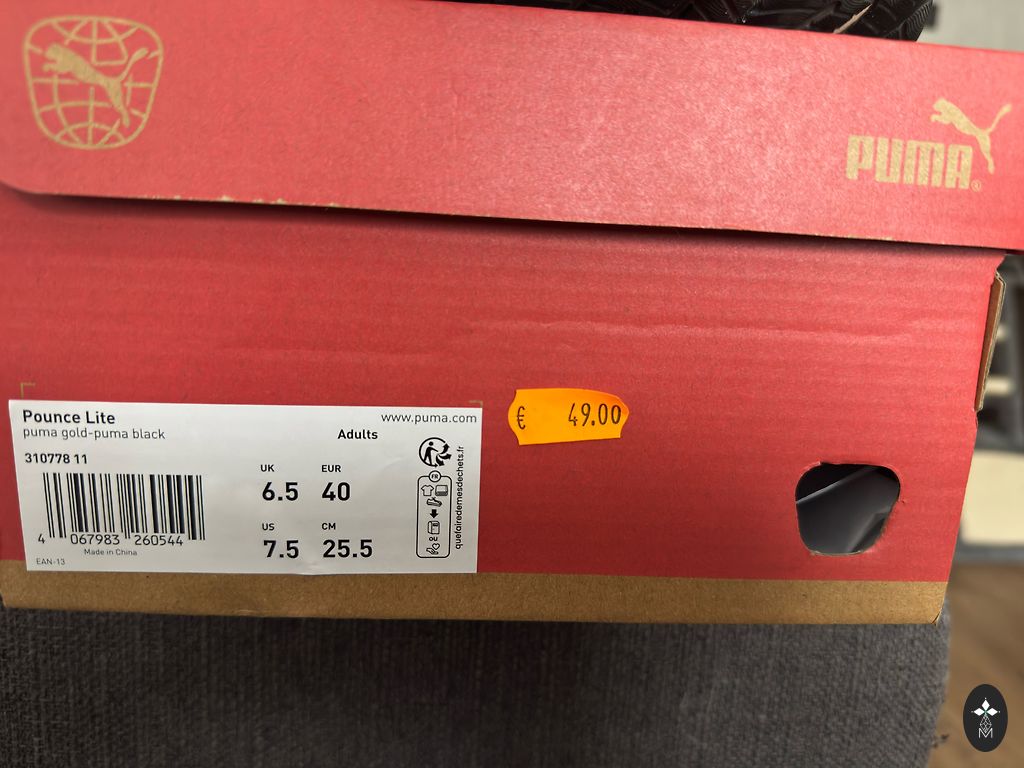 PUMA®
Pounce Lite
puma gold-puma black
www.puma.com
Adults
310778 11
UK
6.5
EUR
40
US
7.5
CM
25.5
4 067983 260544
Made in China
EAN-13
FR
quefairedemesdechets.fr
€ 49.00
M